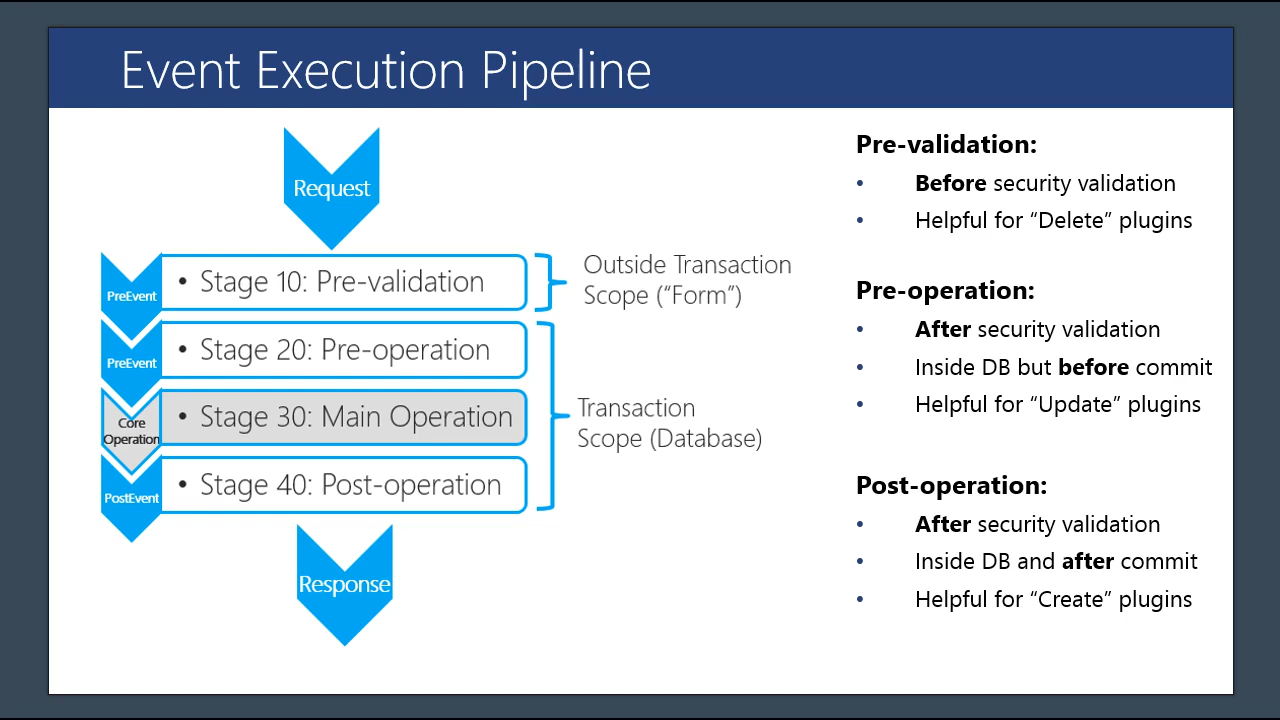 Event Execution Pipeline
Request
PreEvent
• Stage 10: Pre-validation
Outside Transaction
Scope (“Form”)
PreEvent
• Stage 20: Pre-operation
Core
Operation
• Stage 30: Main Operation
Transaction
Scope (Database)
PostEvent
• Stage 40: Post-operation
Response
Pre-validation:
• Before security validation
• Helpful for “Delete” plugins
Pre-operation:
• After security validation
• Inside DB but before commit
• Helpful for “Update” plugins
Post-operation:
• After security validation
• Inside DB and after commit
• Helpful for “Create” plugins